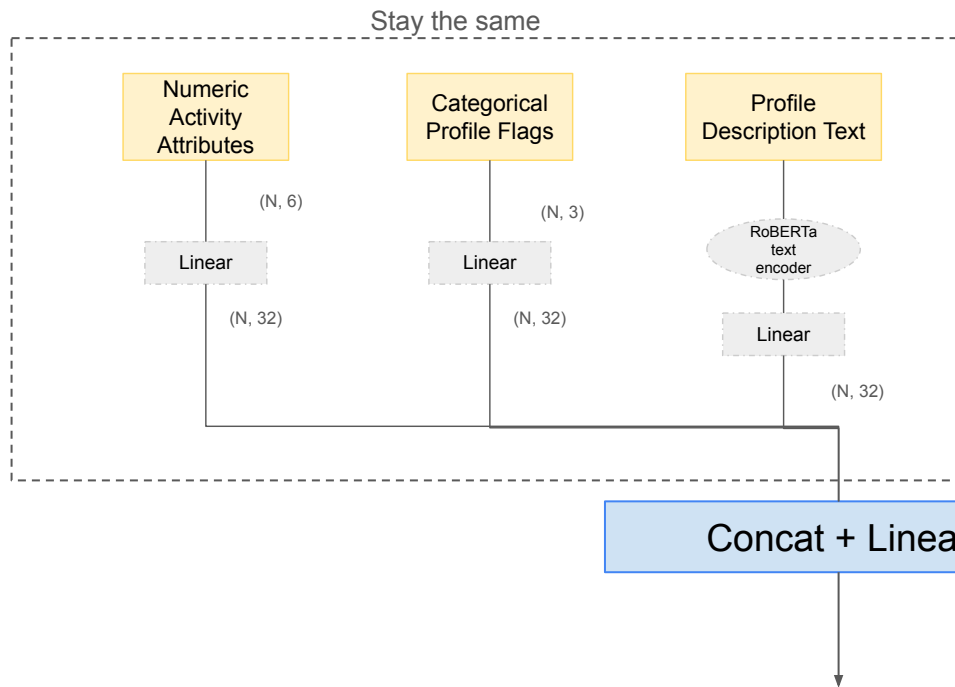 Stay the same
Numeric
Activity
Attributes
Categorical
Profile Flags
Profile
Description Text
(N, 6)
(N, 3)
RoBERTa
text
encoder
Linear
Linear
(N, 32)
(N, 32)
Linear
(N, 32)
Concat + Linea